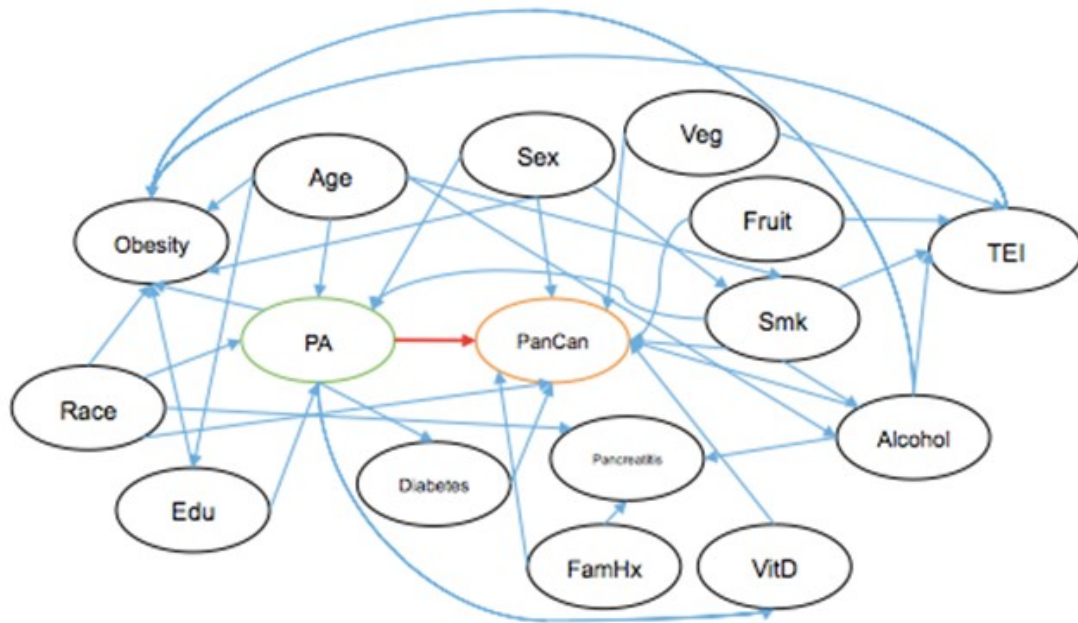 Veg
Sex
Age
Fruit
Obesity
TEI
Smk
PA
PanCan
Race
Alcohol
Pancreatitis
Diabetes
Edu
FamHx
VitD